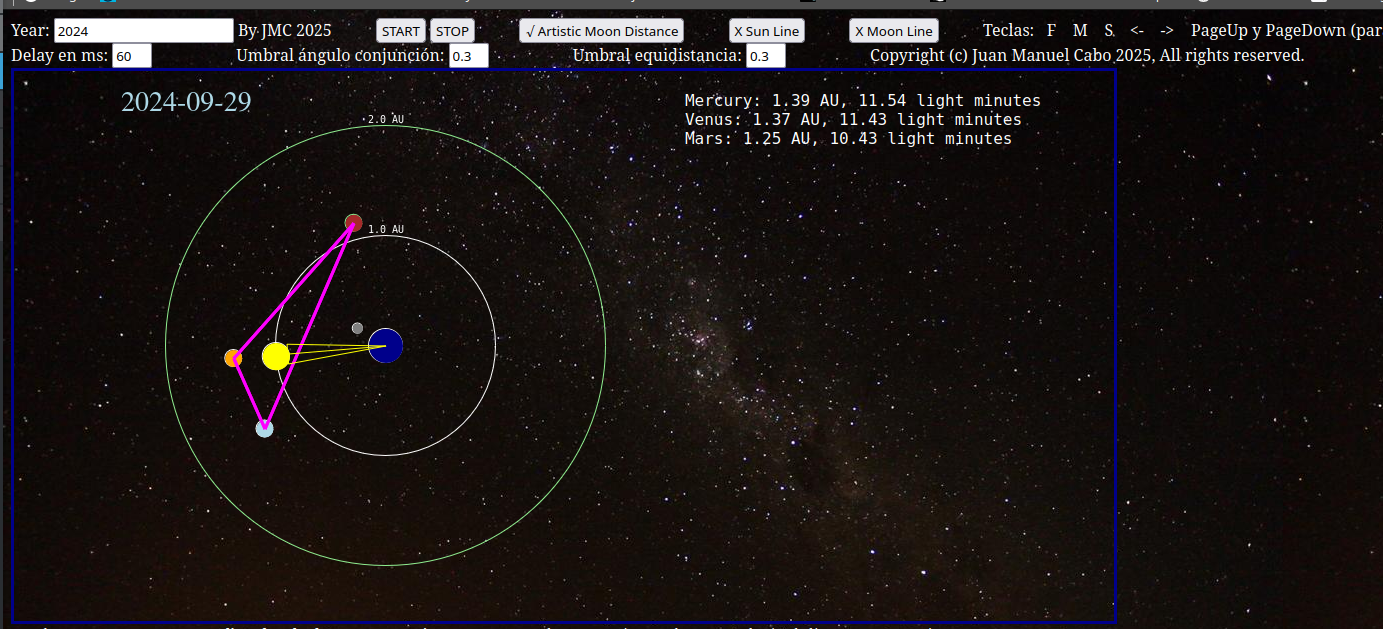 Year: 2024 By JMC 2025 START STOP √ Artistic Moon Distance X Sun Line X Moon Line Teclas: F M S <- -> PageUp y PageDown (par
Delay en ms: 60 Umbral ángulo conjunción: 0.3 Umbral equidistancia: 0.3 Copyright (c) Juan Manuel Cabo 2025, All rights reserved.
2024-09-29
Mercury: 1.39 AU, 11.54 light minutes
Venus: 1.37 AU, 11.43 light minutes
Mars: 1.25 AU, 10.43 light minutes
2.0 AU
1.0 AU